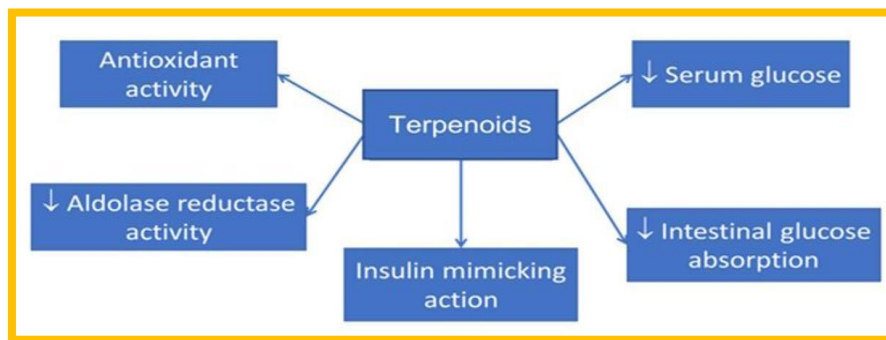 Antioxidant
activity
↓ Serum glucose
Terpenoids
↓ Aldolase reductase
activity
Insulin mimicking
action
↓ Intestinal glucose
absorption